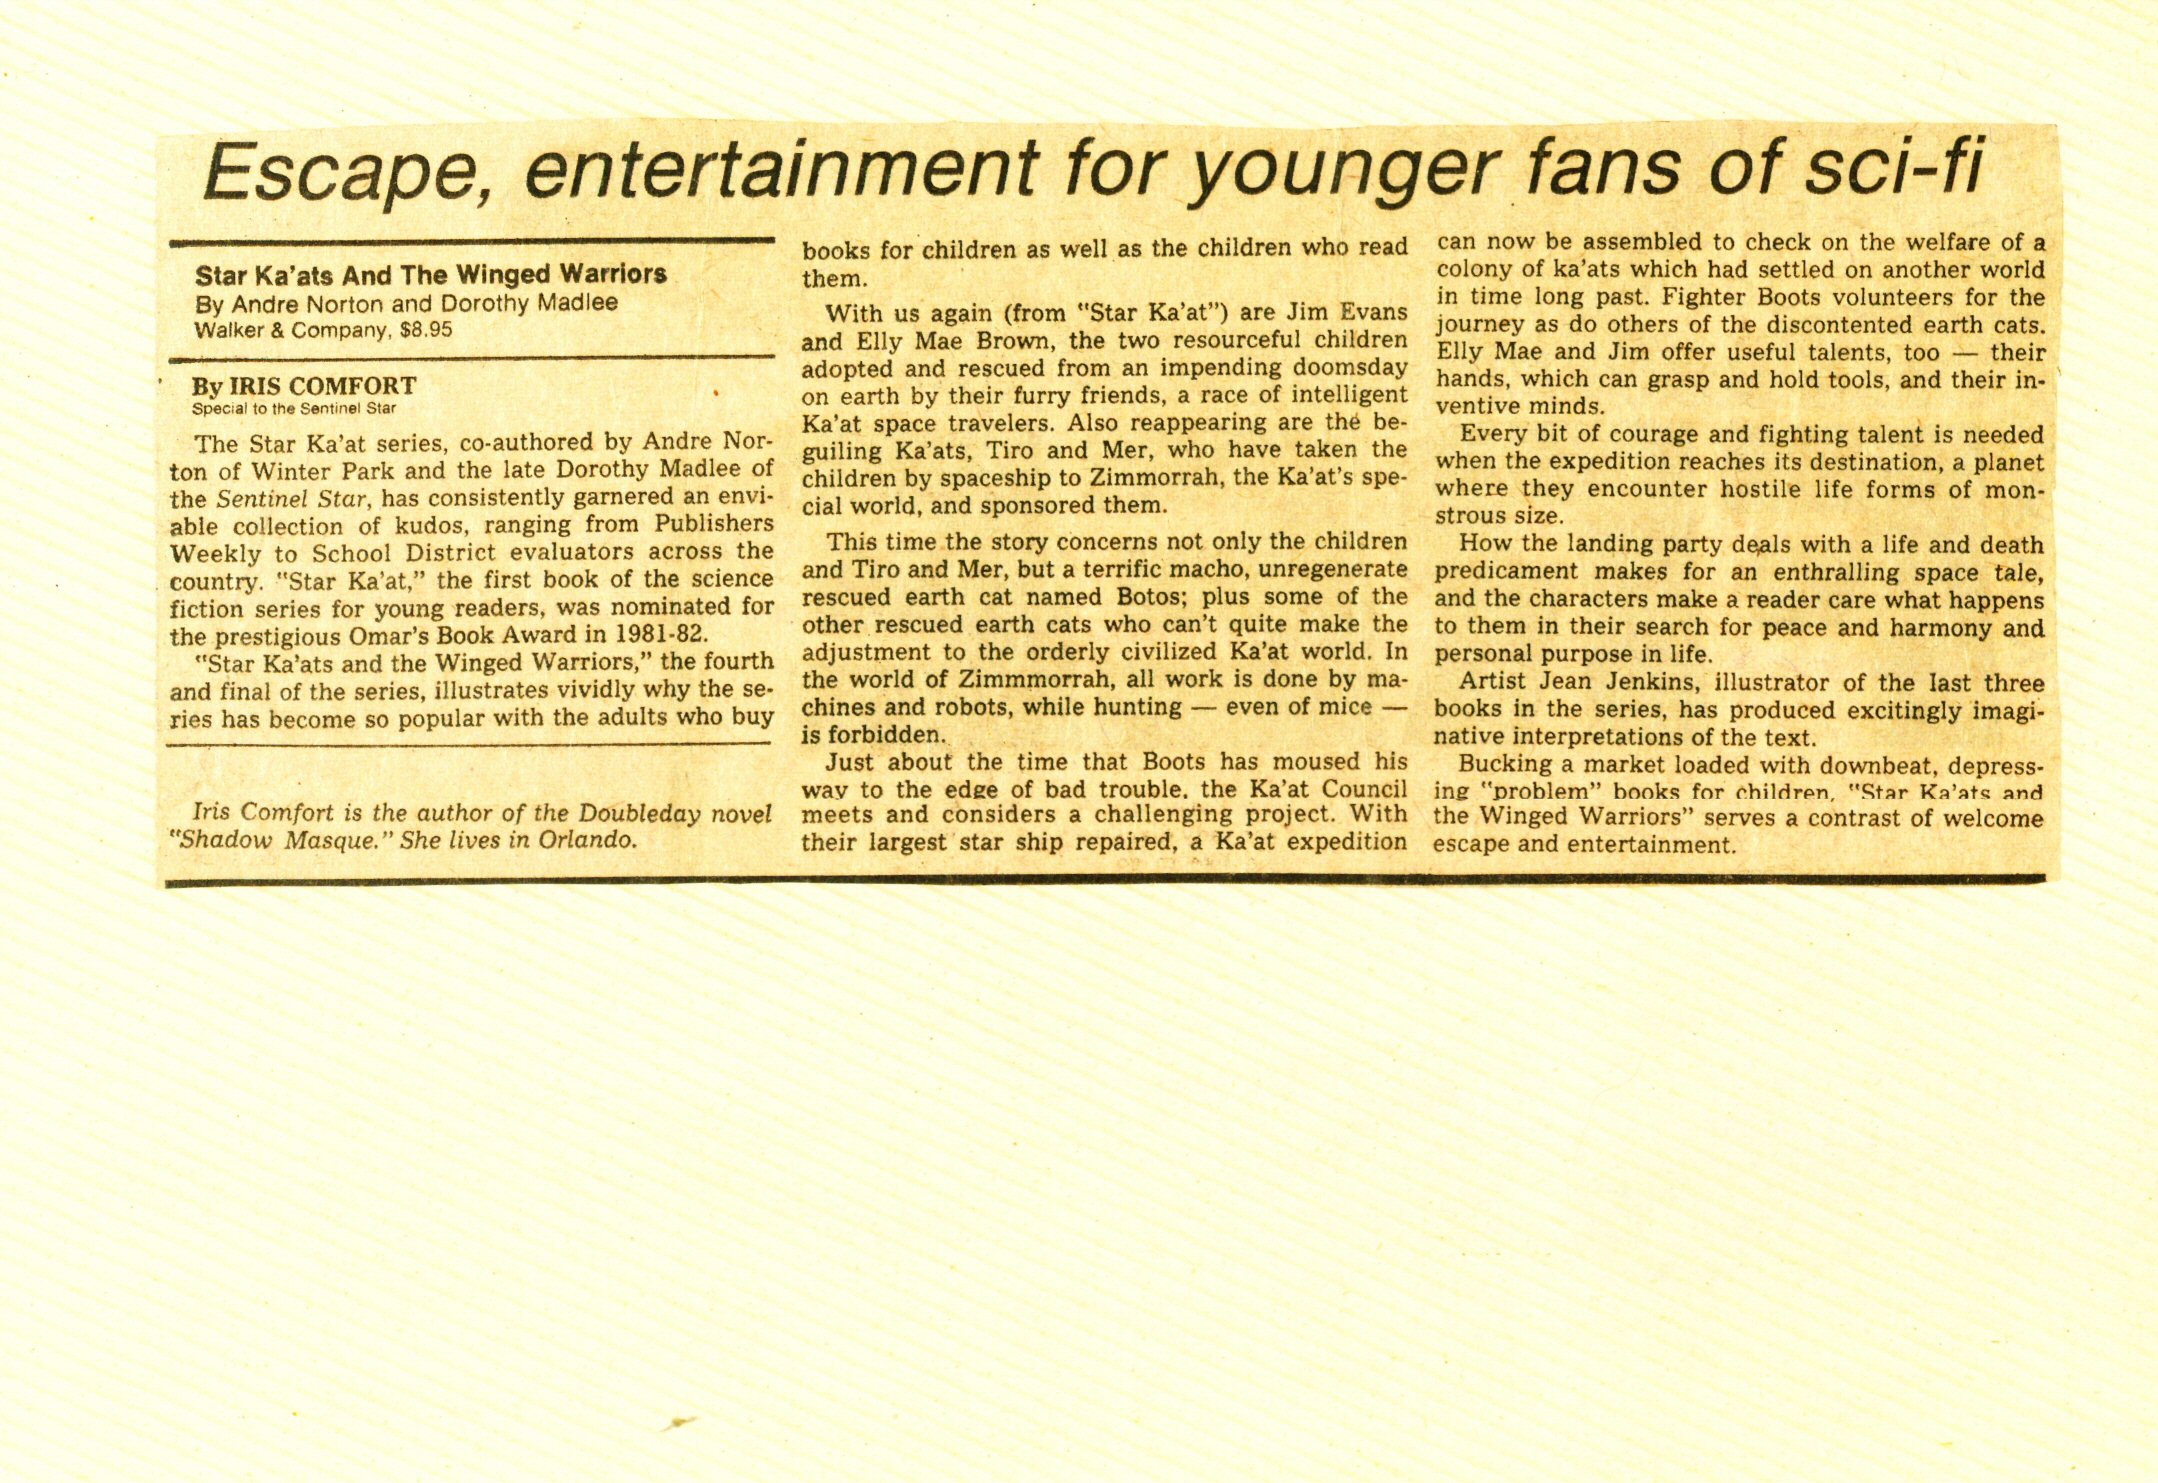 Escape, entertainment for younger fans of sci-fi
Star Ka'ats And The Winged Warriors
By Andre Norton and Dorothy Madlee
Walker & Company, $8.95
By IRIS COMFORT
Special to the Sentinel Star
The Star Ka'at series, co-authored by Andre Nor-
ton of Winter Park and the late Dorothy Madlee of
the Sentinel Star, has consistently garnered an envi-
able collection of kudos, ranging from Publishers
Weekly to School District evaluators across the
country. "Star Ka'at," the first book of the science
fiction series for young readers, was nominated for
the prestigious Omar's Book Award in 1981-82.
"Star Ka'ats and the Winged Warriors," the fourth
and final of the series, illustrates vividly why the se-
ries has become so popular with the adults who buy
Iris Comfort is the author of the Doubleday novel
"Shadow Masque." She lives in Orlando.
books for children as well as the children who read
them.
With us again (from "Star Ka'at") are Jim Evans
and Elly Mae Brown, the two resourceful children
adopted and rescued from an impending doomsday
on earth by their furry friends, a race of intelligent
Ka'at space travelers. Also reappearing are the be-
guiling Ka'ats, Tiro and Mer, who have taken the
children by spaceship to Zimmorrah, the Ka'at's spe-
cial world, and sponsored them.
This time the story concerns not only the children
and Tiro and Mer, but a terrific macho, unregenerate
rescued earth cat named Botos; plus some of the
other rescued earth cats who can't quite make the
adjustment to the orderly civilized Ka'at world. In
the world of Zimmmorrah, all work is done by ma-
chines and robots, while hunting — even of mice —
is forbidden.
Just about the time that Boots has moused his
way to the edge of bad trouble, the Ka'at Council
meets and considers a challenging project. With
their largest star ship repaired, a Ka'at expedition
can now be assembled to check on the welfare of a
colony of ka'ats which had settled on another world
in time long past. Fighter Boots volunteers for the
journey as do others of the discontented earth cats.
Elly Mae and Jim offer useful talents, too — their
hands, which can grasp and hold tools, and their in-
ventive minds.
Every bit of courage and fighting talent is needed
when the expedition reaches its destination, a planet
where they encounter hostile life forms of mon-
strous size.
How the landing party deals with a life and death
predicament makes for an enthralling space tale,
and the characters make a reader care what happens
to them in their search for peace and harmony and
personal purpose in life.
Artist Jean Jenkins, illustrator of the last three
books in the series, has produced excitingly imagi-
native interpretations of the text.
Bucking a market loaded with downbeat, depress-
ing "problem" books for children, "Star Ka'ats and
the Winged Warriors" serves a contrast of welcome
escape and entertainment.